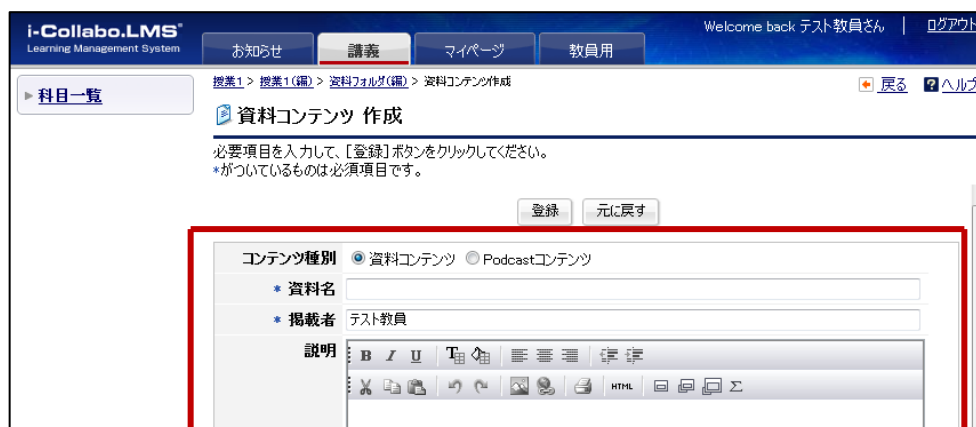 i-Collabo.LMS
Learning Management System
Welcome back テスト教員さん | ログアウト
お知らせ 講義 マイページ 教員用
科目一覧
授業1 > 授業1(編) > 資料フォルダ(編) > 資料コンテンツ作成
戻る ヘルプ
資料コンテンツ 作成
必要項目を入力して、[登録]ボタンをクリックしてください。
*がついているものは必須項目です。
登録 元に戻す
コンテンツ種別 資料コンテンツ Podcastコンテンツ
* 資料名
* 掲載者 テスト教員
説明
B I U T
HTML Σ